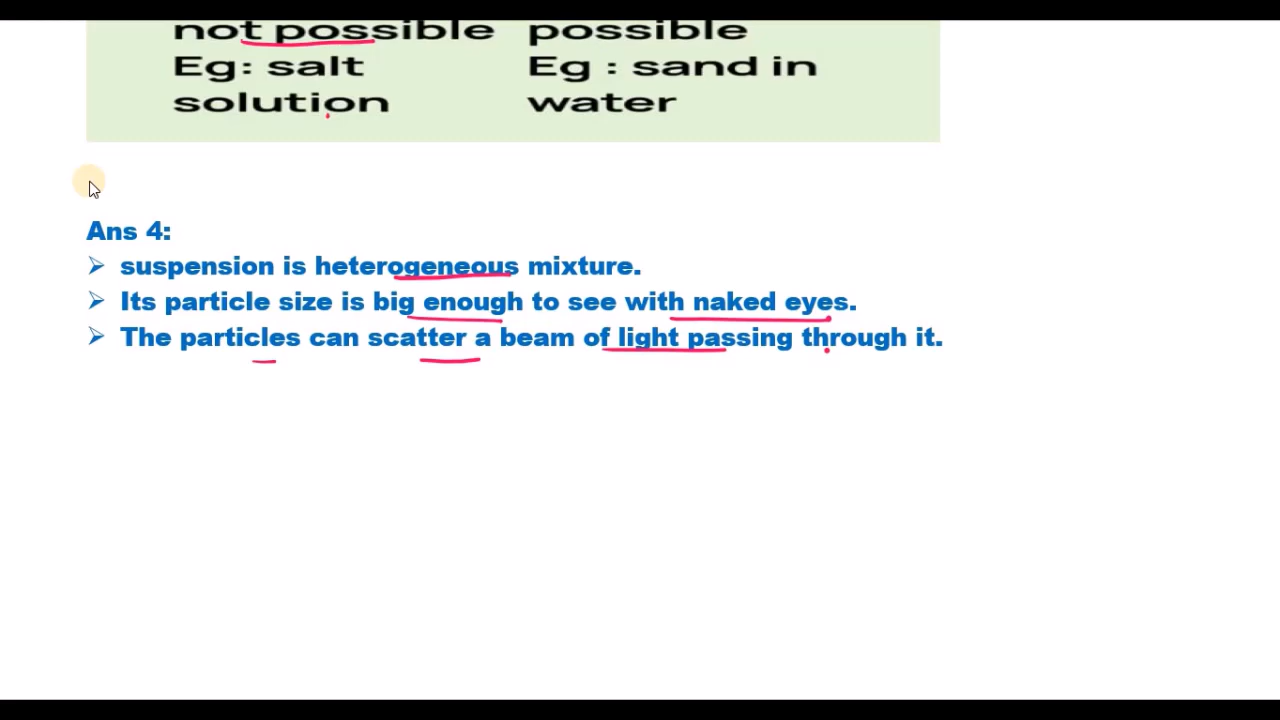 not possible possible
Eg: salt Eg : sand in
solution water
Ans 4:
➢ suspension is heterogeneous mixture.
➢ Its particle size is big enough to see with naked eyes.
➢ The particles can scatter a beam of light passing through it.